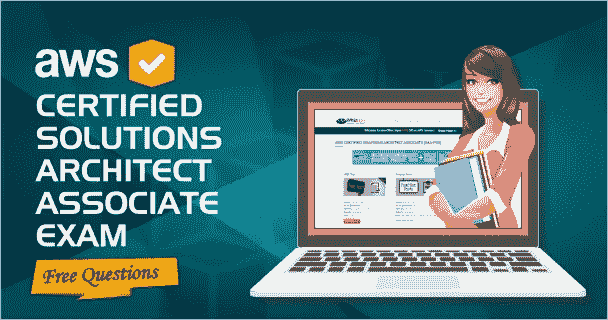 aws
CERTIFIED
SOLUTIONS
ARCHITECT
ASSOCIATE
EXAM
Free Questions